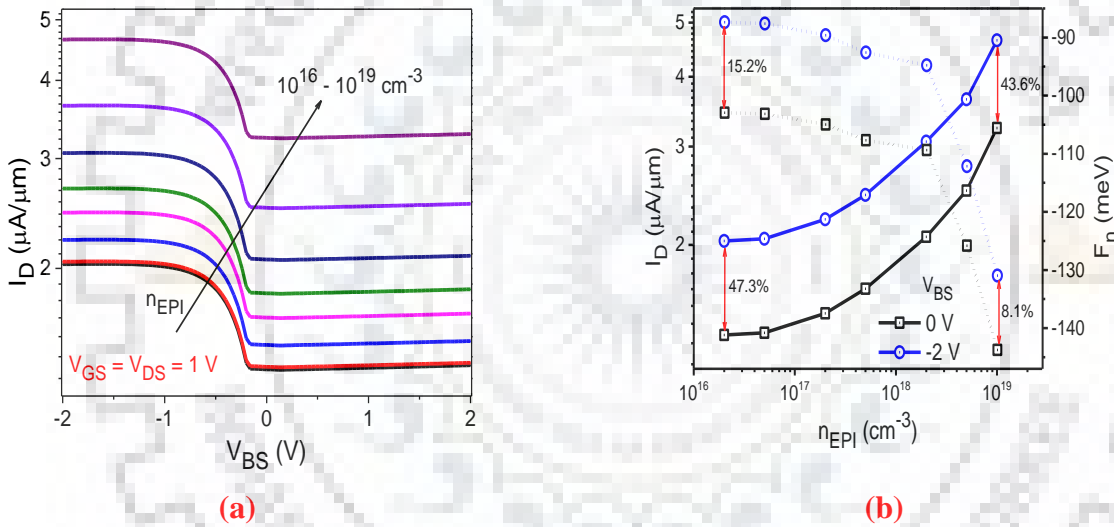 5
4
3
2
I_D (μA/μm)
10^16 - 10^19 cm^-3
n_EPI
V_GS = V_DS = 1 V
-2 -1 0 1 2
V_BS (V)
(a)
5
4
3
2
I_D (μA/μm)
15.2%
43.6%
47.3%
8.1%
V_BS
0 V
-2 V
-90
-100
-110
-120
-130
-140
F_n (meV)
10^16 10^17 10^18 10^19
n_EPI (cm^-3)
(b)